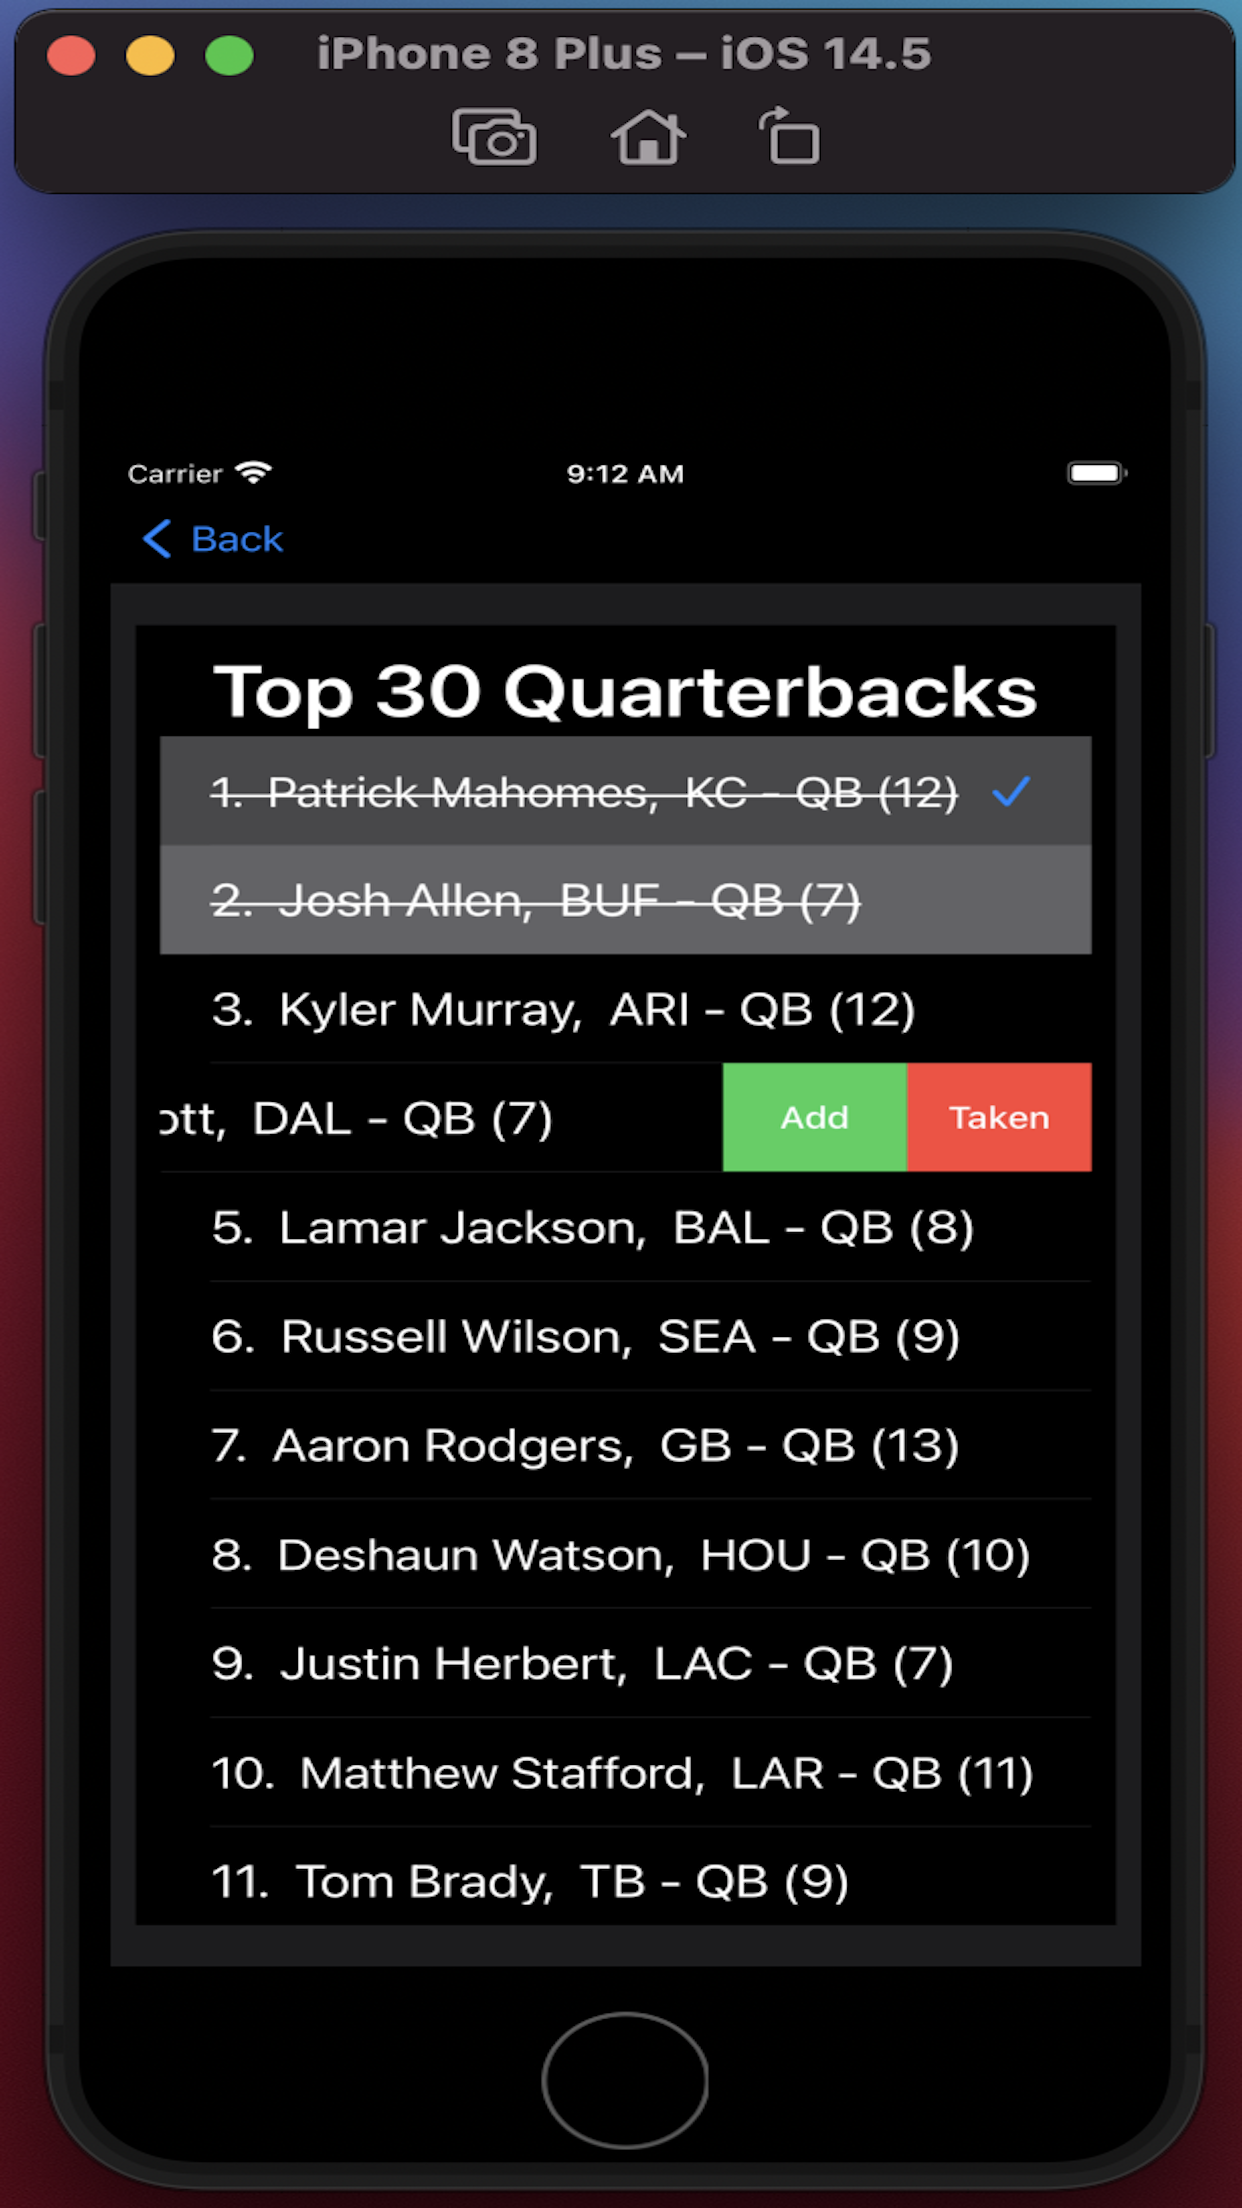 iPhone 8 Plus – iOS 14.5
Carrier 9:12 AM
Back
Top 30 Quarterbacks
1. Patrick Mahomes, KC - QB (12)
2. Josh Allen, BUF - QB (7)
3. Kyler Murray, ARI - QB (12)
ott, DAL - QB (7) Add Taken
5. Lamar Jackson, BAL - QB (8)
6. Russell Wilson, SEA - QB (9)
7. Aaron Rodgers, GB - QB (13)
8. Deshaun Watson, HOU - QB (10)
9. Justin Herbert, LAC - QB (7)
10. Matthew Stafford, LAR - QB (11)
11. Tom Brady, TB - QB (9)